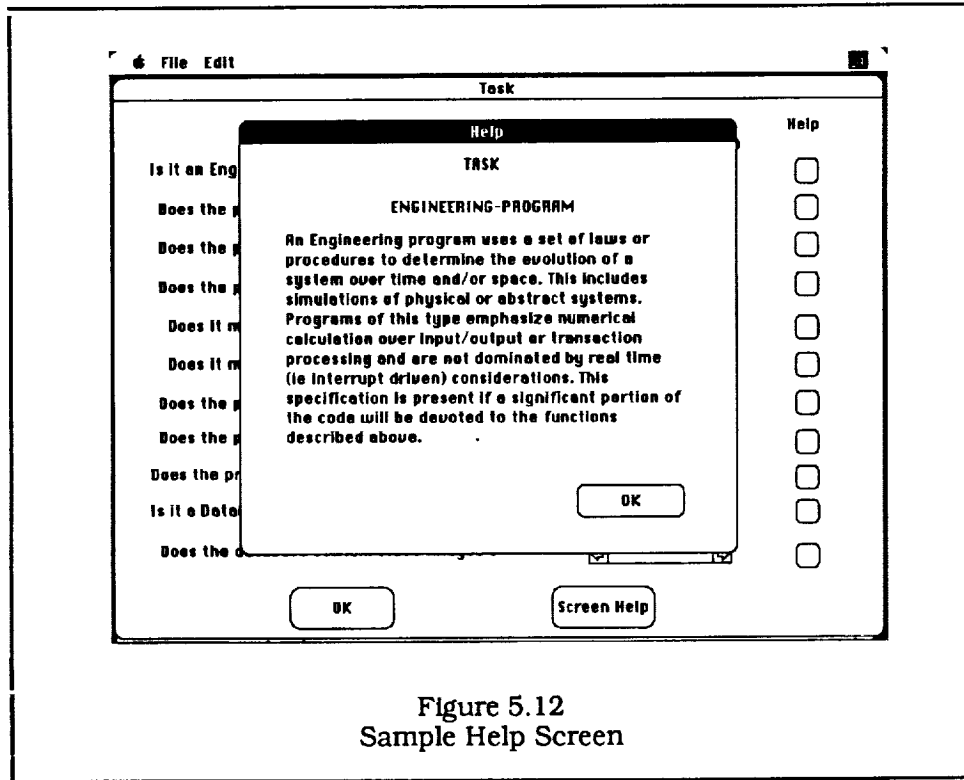 File Edit
Task
Help
Help
TASK
ENGINEERING-PROGRAM
An Engineering program uses a set of laws or
procedures to determine the evolution of a
system over time and/or space. This includes
simulations of physical or abstract systems.
Programs of this type emphasize numerical
calculation over input/output or transaction
processing and are not dominated by real time
(ie interrupt driven) considerations. This
specification is present if a significant portion of
the code will be devoted to the functions
described above.
OK
Is it an Eng
Does the p
Does the p
Does the p
Does it m
Does it m
Does the p
Does the p
Does the pr
Is it a Data
Does the
OK
Screen Help
Figure 5.12
Sample Help Screen